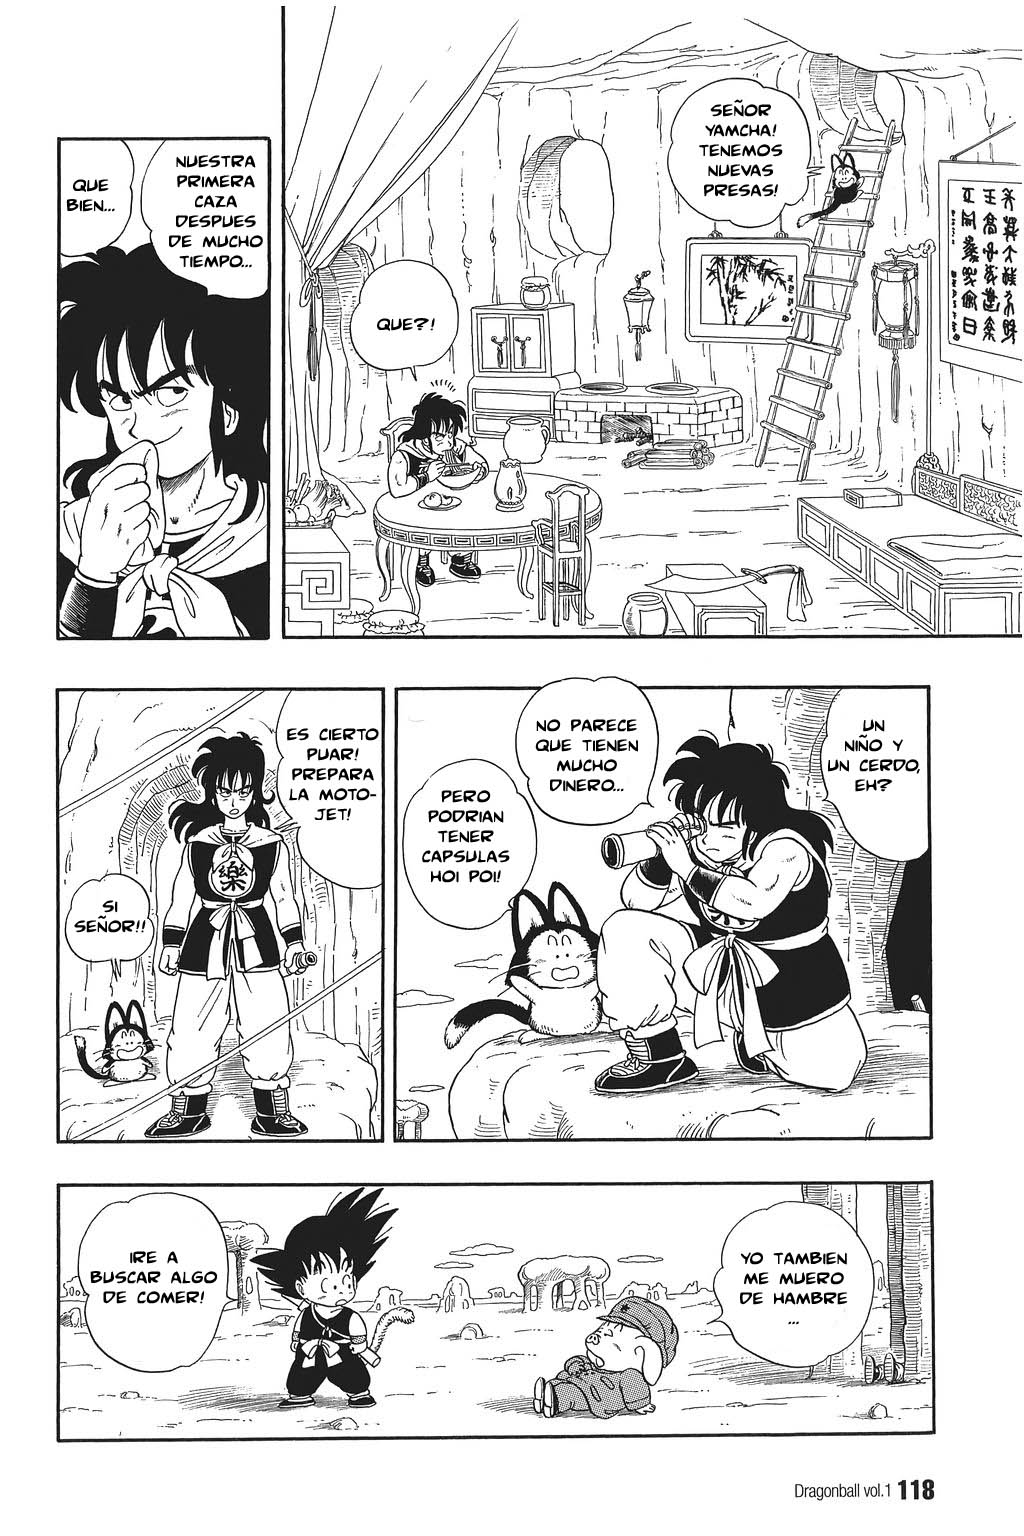 SEÑOR
YAMCHA!
TENEMOS
NUEVAS
PRESAS!
QUE?!
NUESTRA
PRIMERA
CAZA
DESPUES
DE MUCHO
TIEMPO...
QUE
BIEN...
UN
NIÑO Y
UN CERDO,
EH?
NO PARECE
QUE TIENEN
MUCHO
DINERO...
PERO
PODRIAN
TENER
CAPSULAS
HOI POI!
ES CIERTO
PUAR!
PREPARA
LA MOTO-
JET!
樂
SI
SEÑOR!!
YO TAMBIEN
ME MUERO
DE HAMBRE
...
IRE A
BUSCAR ALGO
DE COMER!
Dragonball vol.1 118